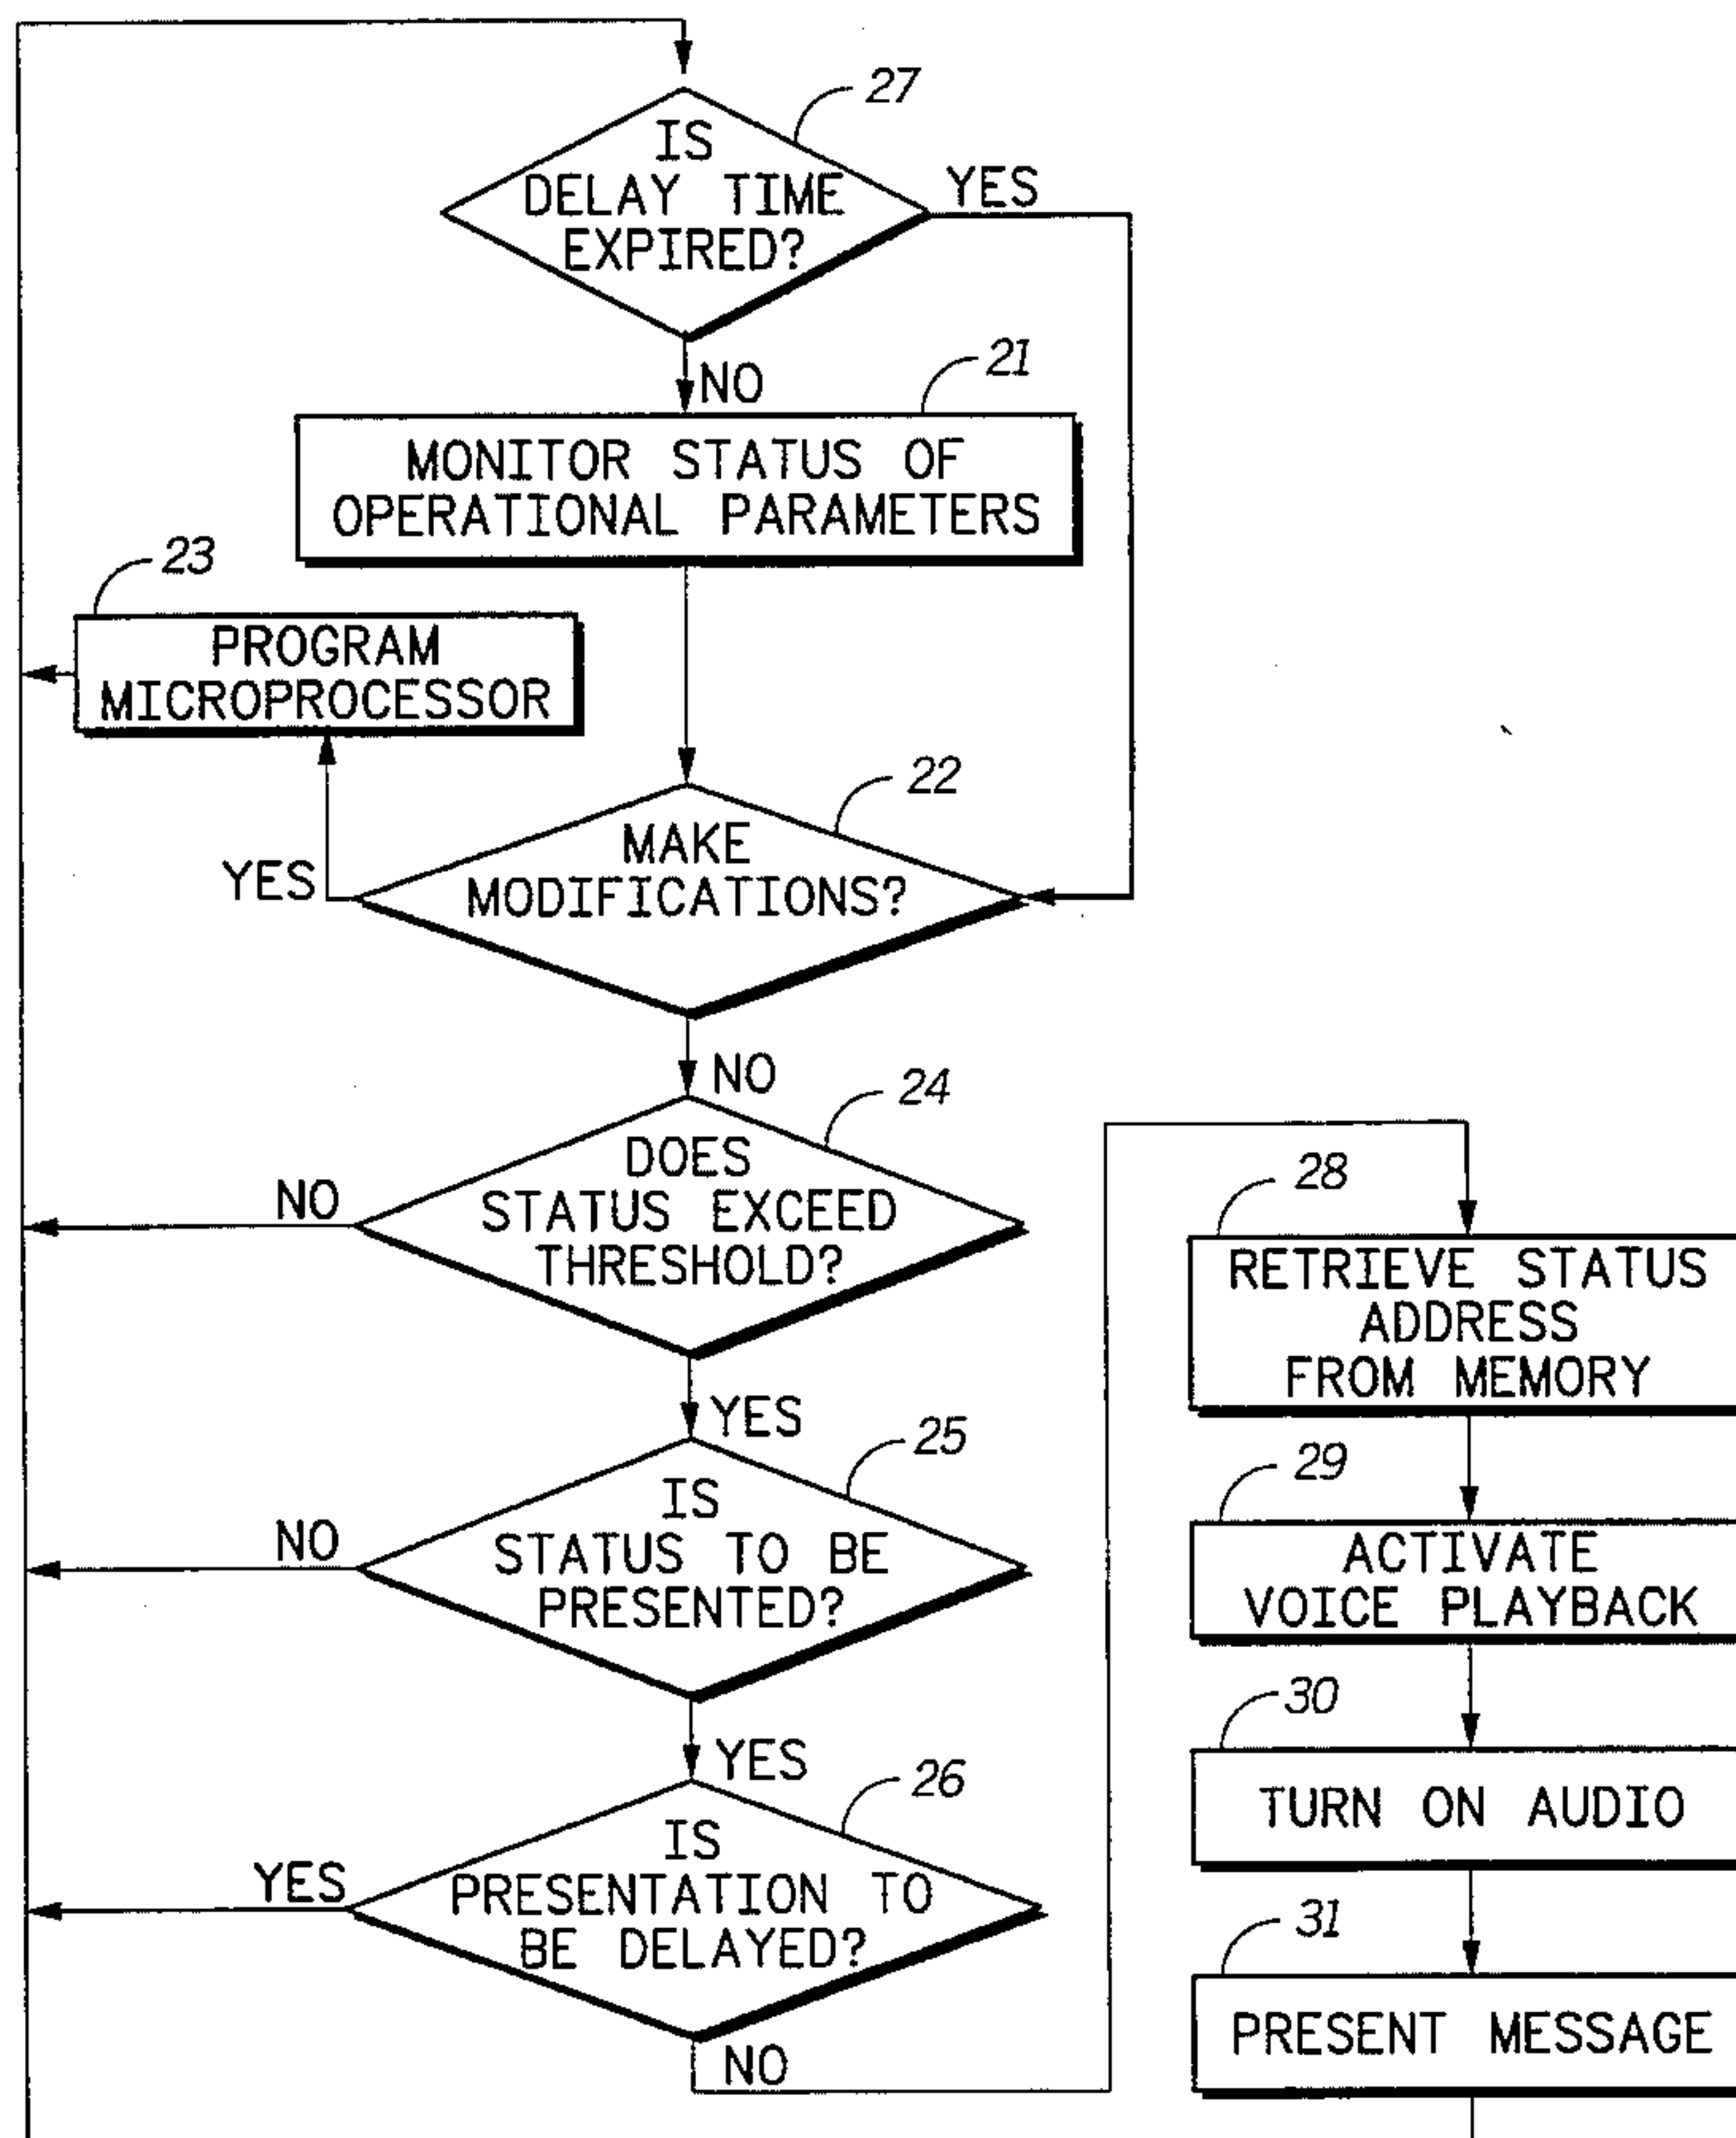 27
IS
DELAY TIME
EXPIRED?
YES
NO
21
MONITOR STATUS OF
OPERATIONAL PARAMETERS
23
PROGRAM
MICROPROCESSOR
22
MAKE
MODIFICATIONS?
YES
NO
24
DOES
STATUS EXCEED
THRESHOLD?
NO
YES
25
IS
STATUS TO BE
PRESENTED?
NO
YES
26
IS
PRESENTATION TO
BE DELAYED?
YES
NO
28
RETRIEVE STATUS
ADDRESS
FROM MEMORY
29
ACTIVATE
VOICE PLAYBACK
30
TURN ON AUDIO
31
PRESENT MESSAGE